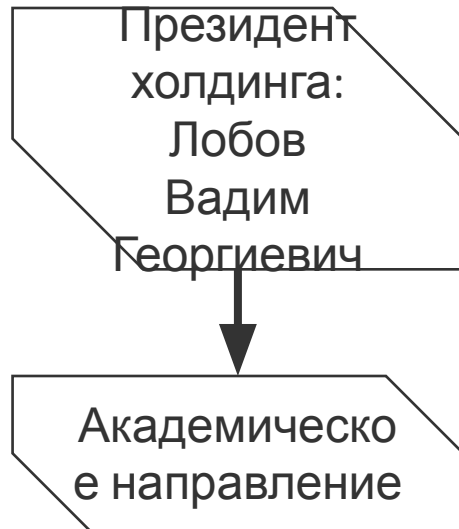 Президент
холдинга:
Лобов
Вадим
Георгиевич
Академическо
е направление